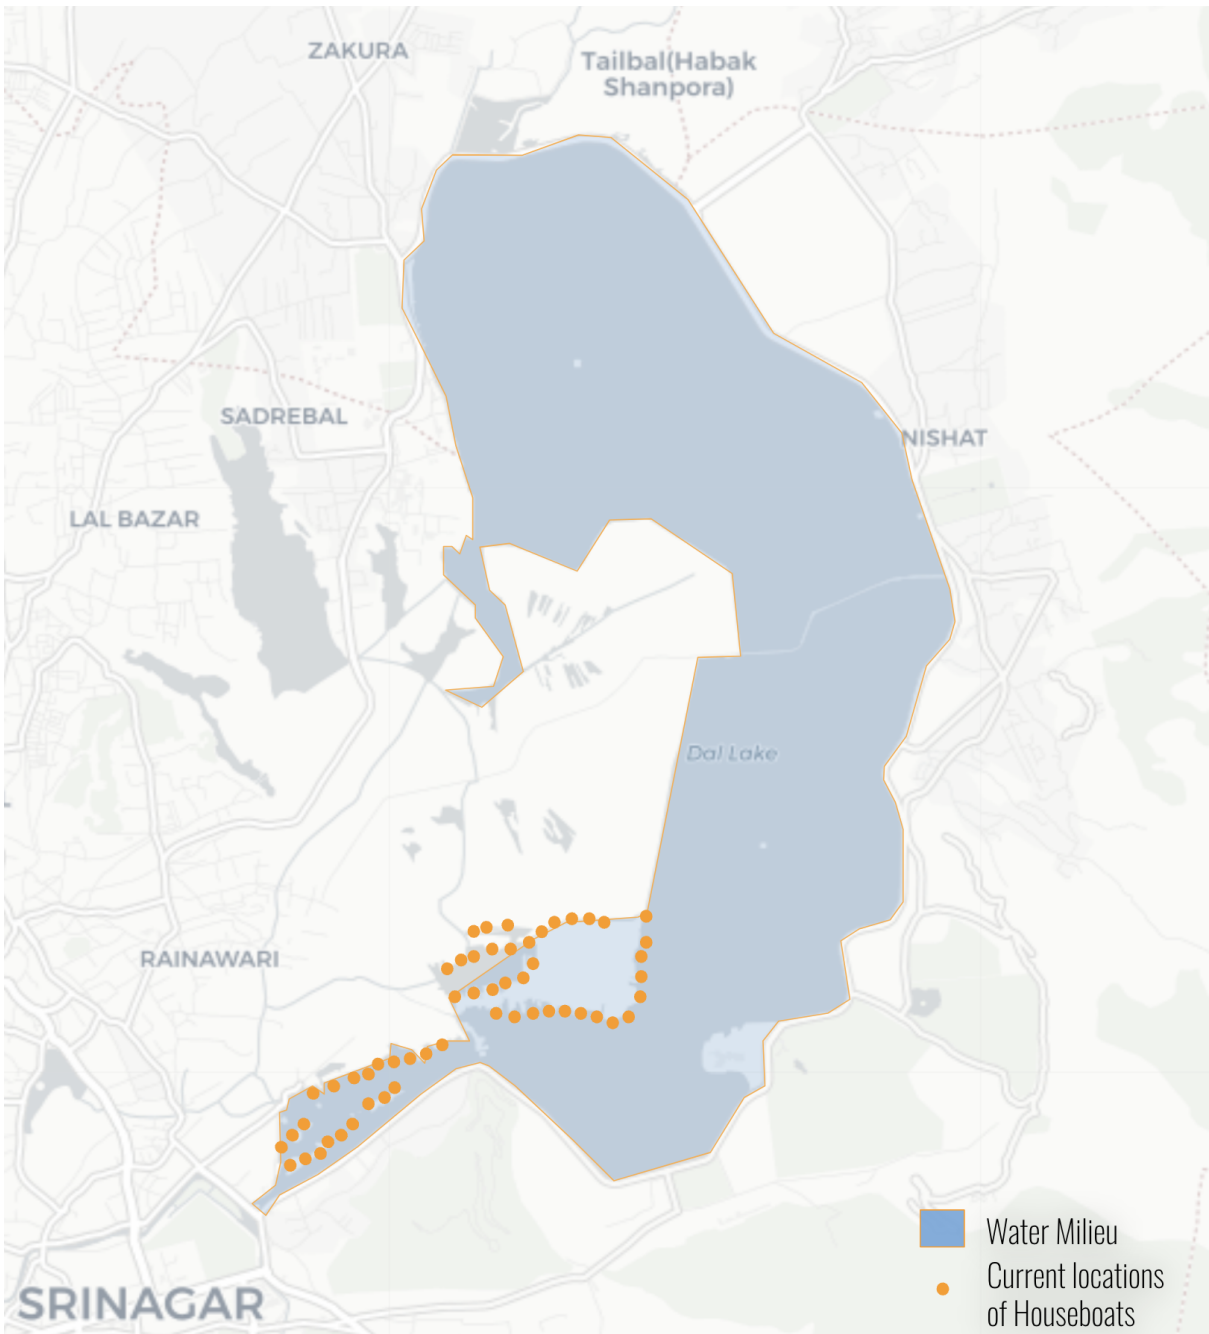 ZAKURA
Tailbal(Habak
Shanpora)
SADREBAL
NISHAT
LAL BAZAR
Dal Lake
RAINAWARI
Water Milieu
Current locations
of Houseboats
SRINAGAR